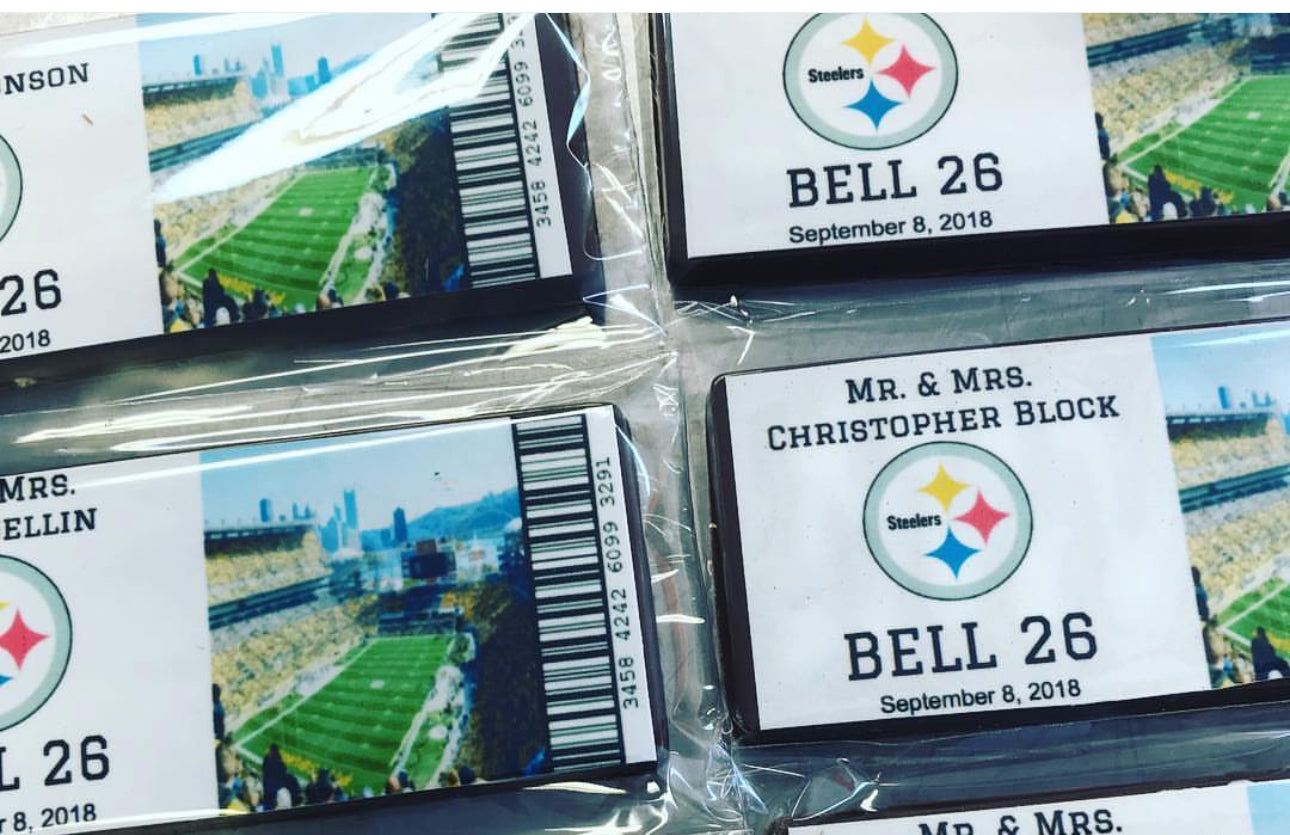 NSON
26
2018
3458 4242 6099
Steelers
BELL 26
September 8, 2018
MRS.
ELLIN
L 26
8, 2018
3458 4242 6099 3291
MR. & MRS.
CHRISTOPHER BLOCK
Steelers
BELL 26
September 8, 2018
MR. & MRS.